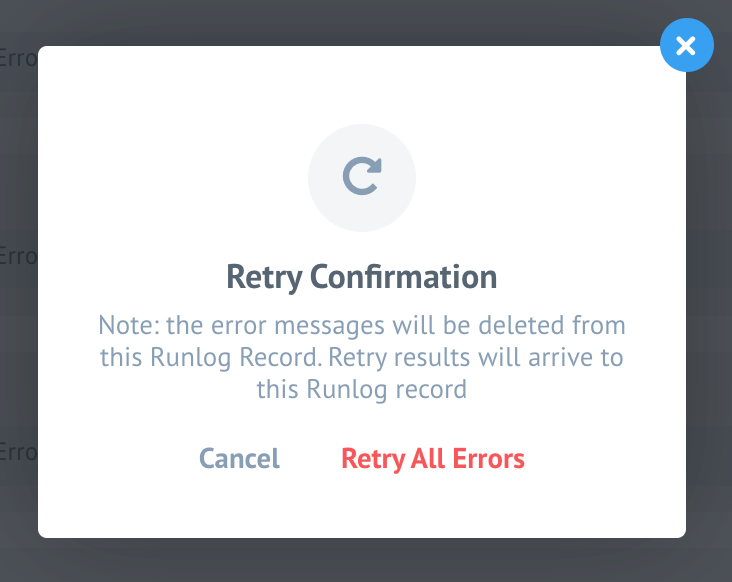 Erro
Retry Confirmation
Note: the error messages will be deleted from
this Runlog Record. Retry results will arrive to
this Runlog record
Erro
Cancel
Retry All Errors
Erro